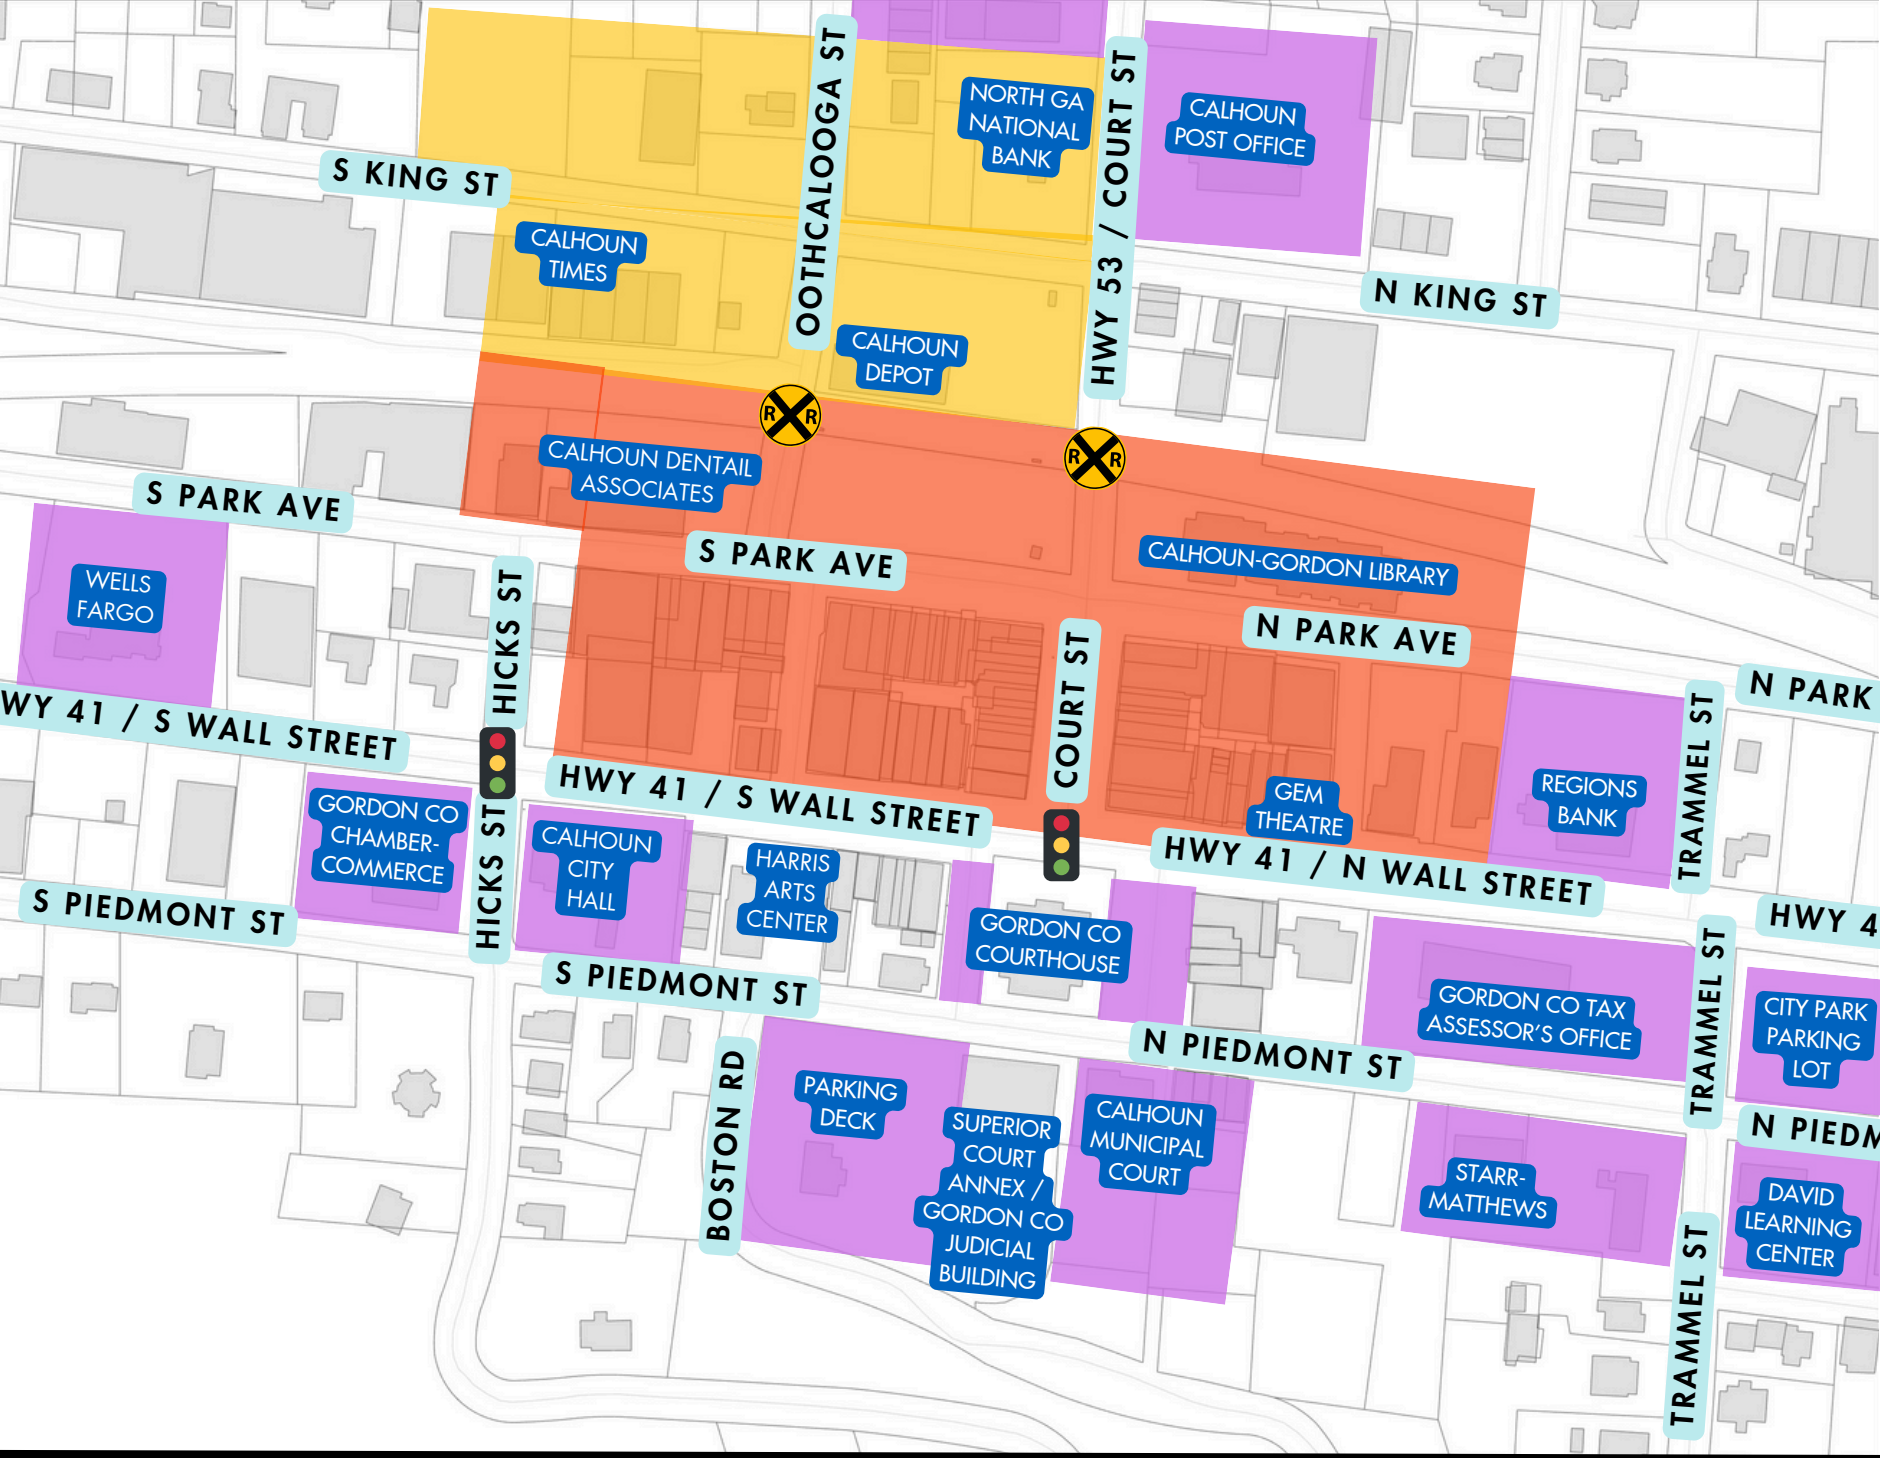 OOTHCALOOGA ST
HWY 53 / COURT ST
NORTH GA
NATIONAL
BANK
CALHOUN
POST OFFICE
S KING ST
CALHOUN
TIMES
N KING ST
CALHOUN
DEPOT
R R
R R
CALHOUN DENTAIL
ASSOCIATES
S PARK AVE
S PARK AVE
CALHOUN-GORDON LIBRARY
WELLS
FARGO
HICKS ST
N PARK AVE
COURT ST
N PARK
TRAMMEL ST
WY 41 / S WALL STREET
HWY 41 / S WALL STREET
REGIONS
BANK
GEM
THEATRE
GORDON CO
CHAMBER-
COMMERCE
HICKS ST
CALHOUN
CITY
HALL
HARRIS
ARTS
CENTER
HWY 41 / N WALL STREET
S PIEDMONT ST
HWY 4
GORDON CO
COURTHOUSE
TRAMMEL ST
S PIEDMONT ST
GORDON CO TAX
ASSESSOR'S OFFICE
CITY PARK
PARKING
LOT
N PIEDMONT ST
BOSTON RD
PARKING
DECK
SUPERIOR
COURT
ANNEX /
GORDON CO
JUDICIAL
BUILDING
CALHOUN
MUNICIPAL
COURT
N PIEDM
STARR-
MATTHEWS
DAVID
LEARNING
CENTER
TRAMMEL ST